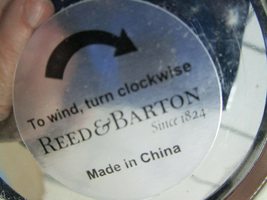 To wind, turn clockwise
REED & BARTON
Since 1824
Made in China